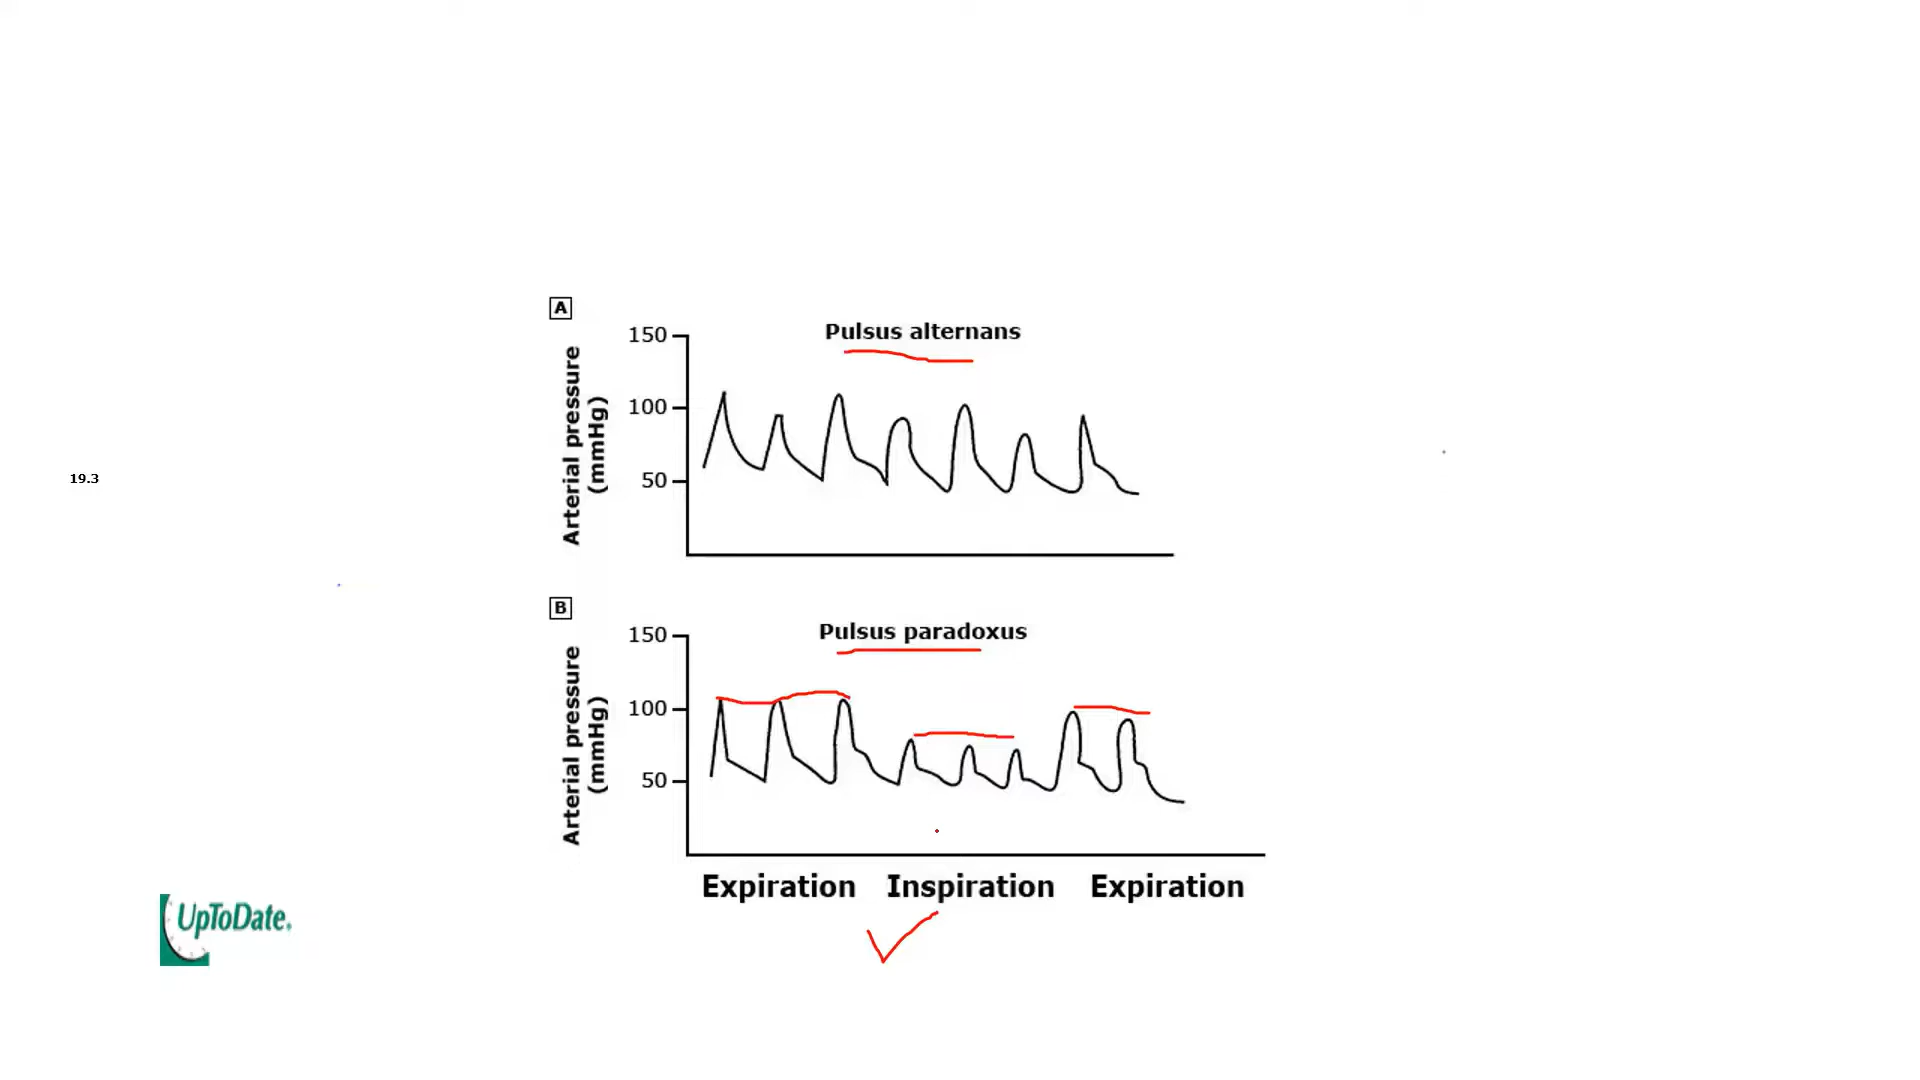 A
Pulsus alternans
150
100
50
Arterial pressure
(mmHg)
19.3
B
Pulsus paradoxus
150
100
50
Arterial pressure
(mmHg)
Expiration Inspiration Expiration
UpToDate®